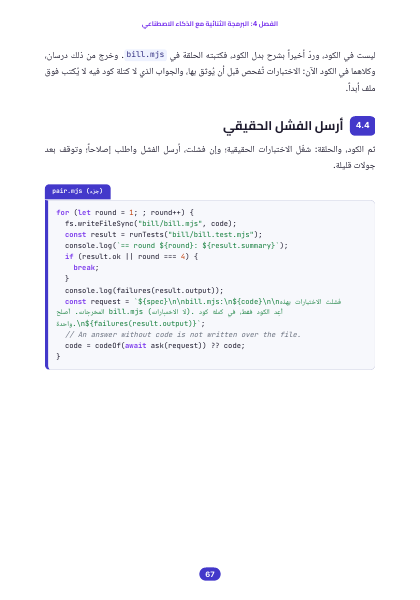 الفصل 4: البرمجة الثنائية مع الذكاء الاصطناعي
ليست في الكود، وردّ أخيراً بشرح بدل الكود، فكتبته الحلقة في bill.mjs. وخرج من ذلك درسان،
وكلاهما في الكود الآن: الاختبارات تُفحص قبل أن يُوثق بها، والجواب الذي لا كتلة كود فيه لا يُكتب فوق
ملف أبداً.
4.4 أرسل الفشل الحقيقي
ثم الكود، والحلقة: شغّل الاختبارات الحقيقية؛ وإن فشلت، أرسل الفشل واطلب إصلاحاً؛ وتوقف بعد
جولات قليلة.
pair.mjs (جزء)
for (let round = 1; ; round++) {
  fs.writeFileSync("bill/bill.mjs", code);
  const result = runTests("bill/bill.test.mjs");
  console.log(`== round ${round}: ${result.summary}`);
  if (result.ok || round === 4) {
    break;
  }
  console.log(failures(result.output));
  const request = `${spec}\n\nbill.mjs:\n${code}\n\nفشلت الاختبارات بهذه
المخرجات. أصلح bill.mjs (لا الاختبارات). أعد الكود فقط، في كتلة كود
واحدة.\n${failures(result.output)}`;
  // An answer without code is not written over the file.
  code = codeOf(await ask(request)) ?? code;
}
67